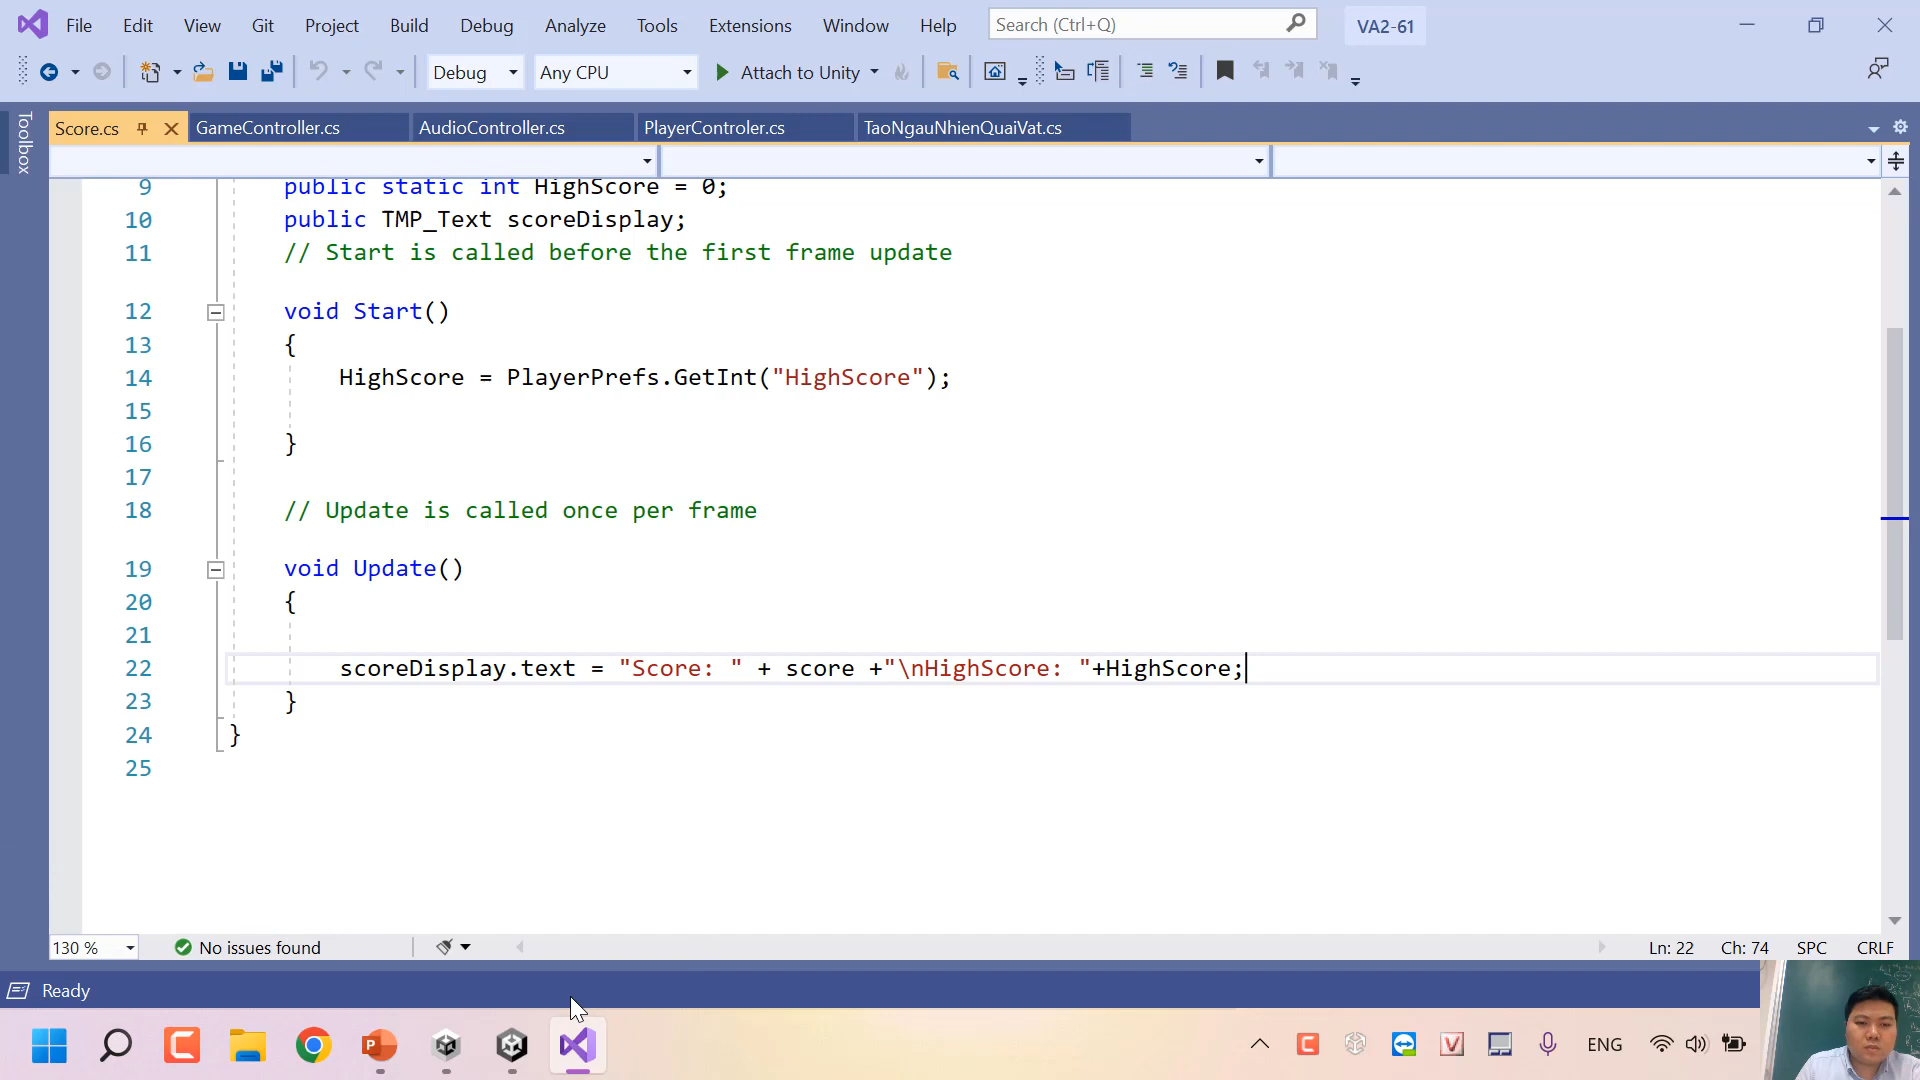 File Edit View Git Project Build Debug Analyze Tools Extensions Window Help Search (Ctrl+Q) VA2-61
Debug Any CPU Attach to Unity
Toolbox
Score.cs GameController.cs AudioController.cs PlayerControler.cs TaoNgauNhienQuaiVat.cs
9 public static int HighScore = 0;
10 public TMP_Text scoreDisplay;
11 // Start is called before the first frame update
12 void Start()
13 {
14 HighScore = PlayerPrefs.GetInt("HighScore");
15
16 }
17
18 // Update is called once per frame
19 void Update()
20 {
21
22 scoreDisplay.text = "Score: " + score +"\nHighScore: "+HighScore;
23 }
24 }
25
130 % No issues found Ln: 22 Ch: 74 SPC CRLF
Ready
ENG